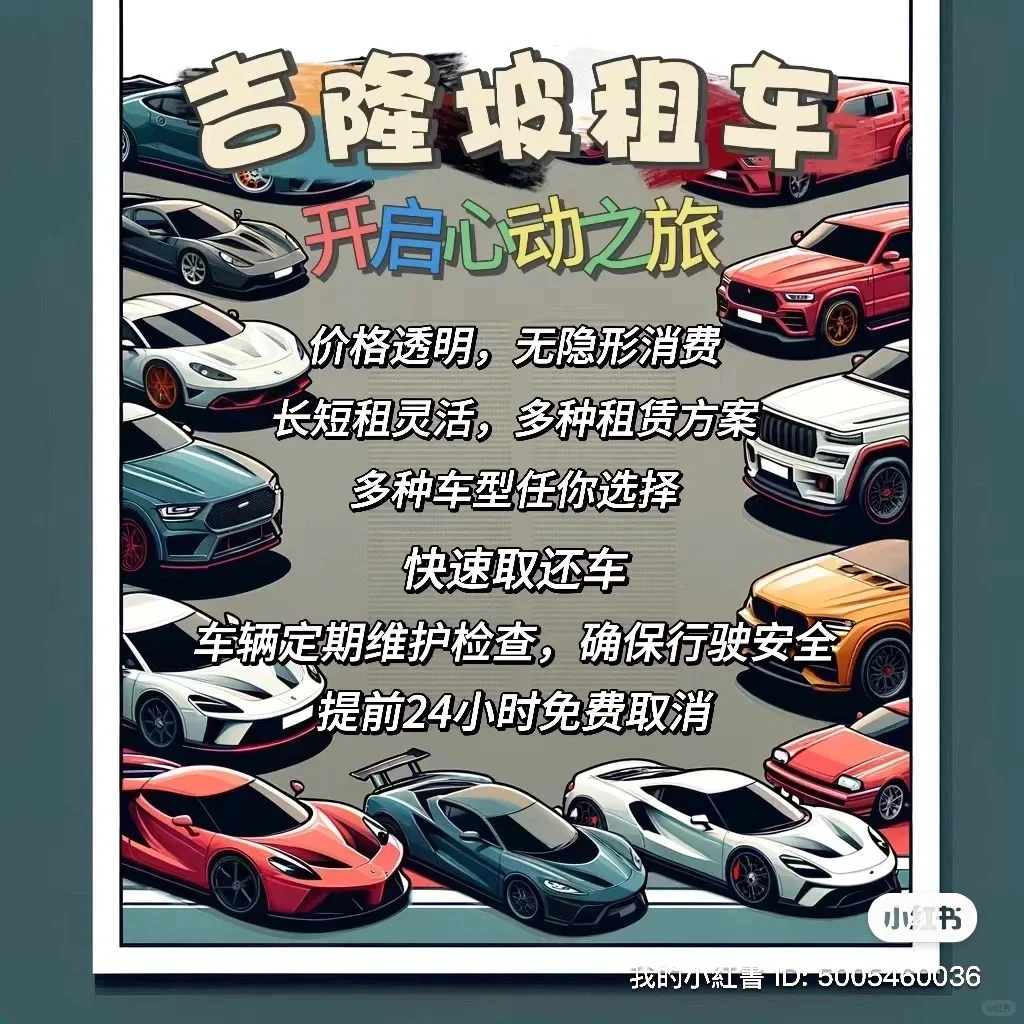 吉隆坡租车
开启心动之旅
价格透明，无隐形消费
长短租灵活，多种租赁方案
多种车型任你选择
快速取还车
车辆定期维护检查，确保行驶安全
提前24小时免费取消
小红书
我的小紅書 ID: 5005460036
小红书